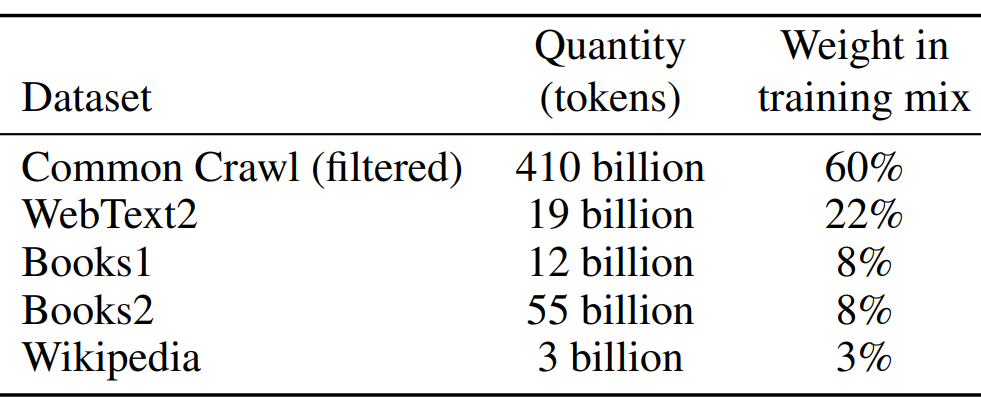 Dataset Quantity (tokens) Weight in training mix
Common Crawl (filtered) 410 billion 60%
WebText2 19 billion 22%
Books1 12 billion 8%
Books2 55 billion 8%
Wikipedia 3 billion 3%